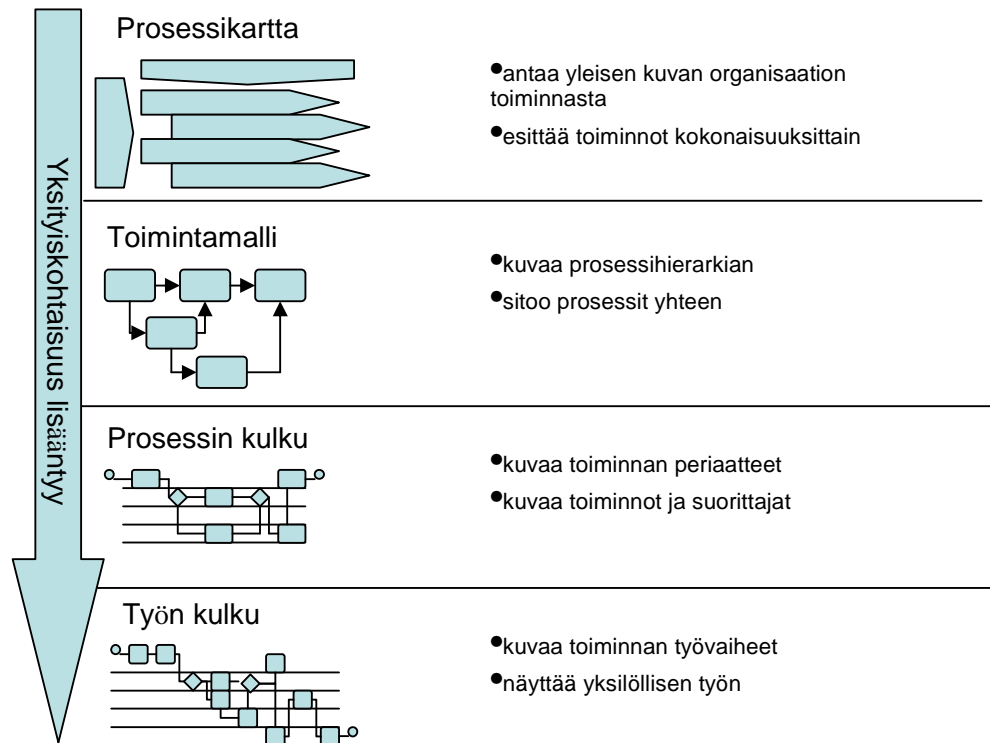 Prosessikartta
●antaa yleisen kuvan organisaation
toiminnasta
●esittää toiminnot kokonaisuuksittain
Yksityiskohtaisuus lisääntyy
Toimintamalli
●kuvaa prosessihierarkian
●sitoo prosessit yhteen
Prosessin kulku
●kuvaa toiminnan periaatteet
●kuvaa toiminnot ja suorittajat
Työn kulku
●kuvaa toiminnan työvaiheet
●näyttää yksilöllisen työn